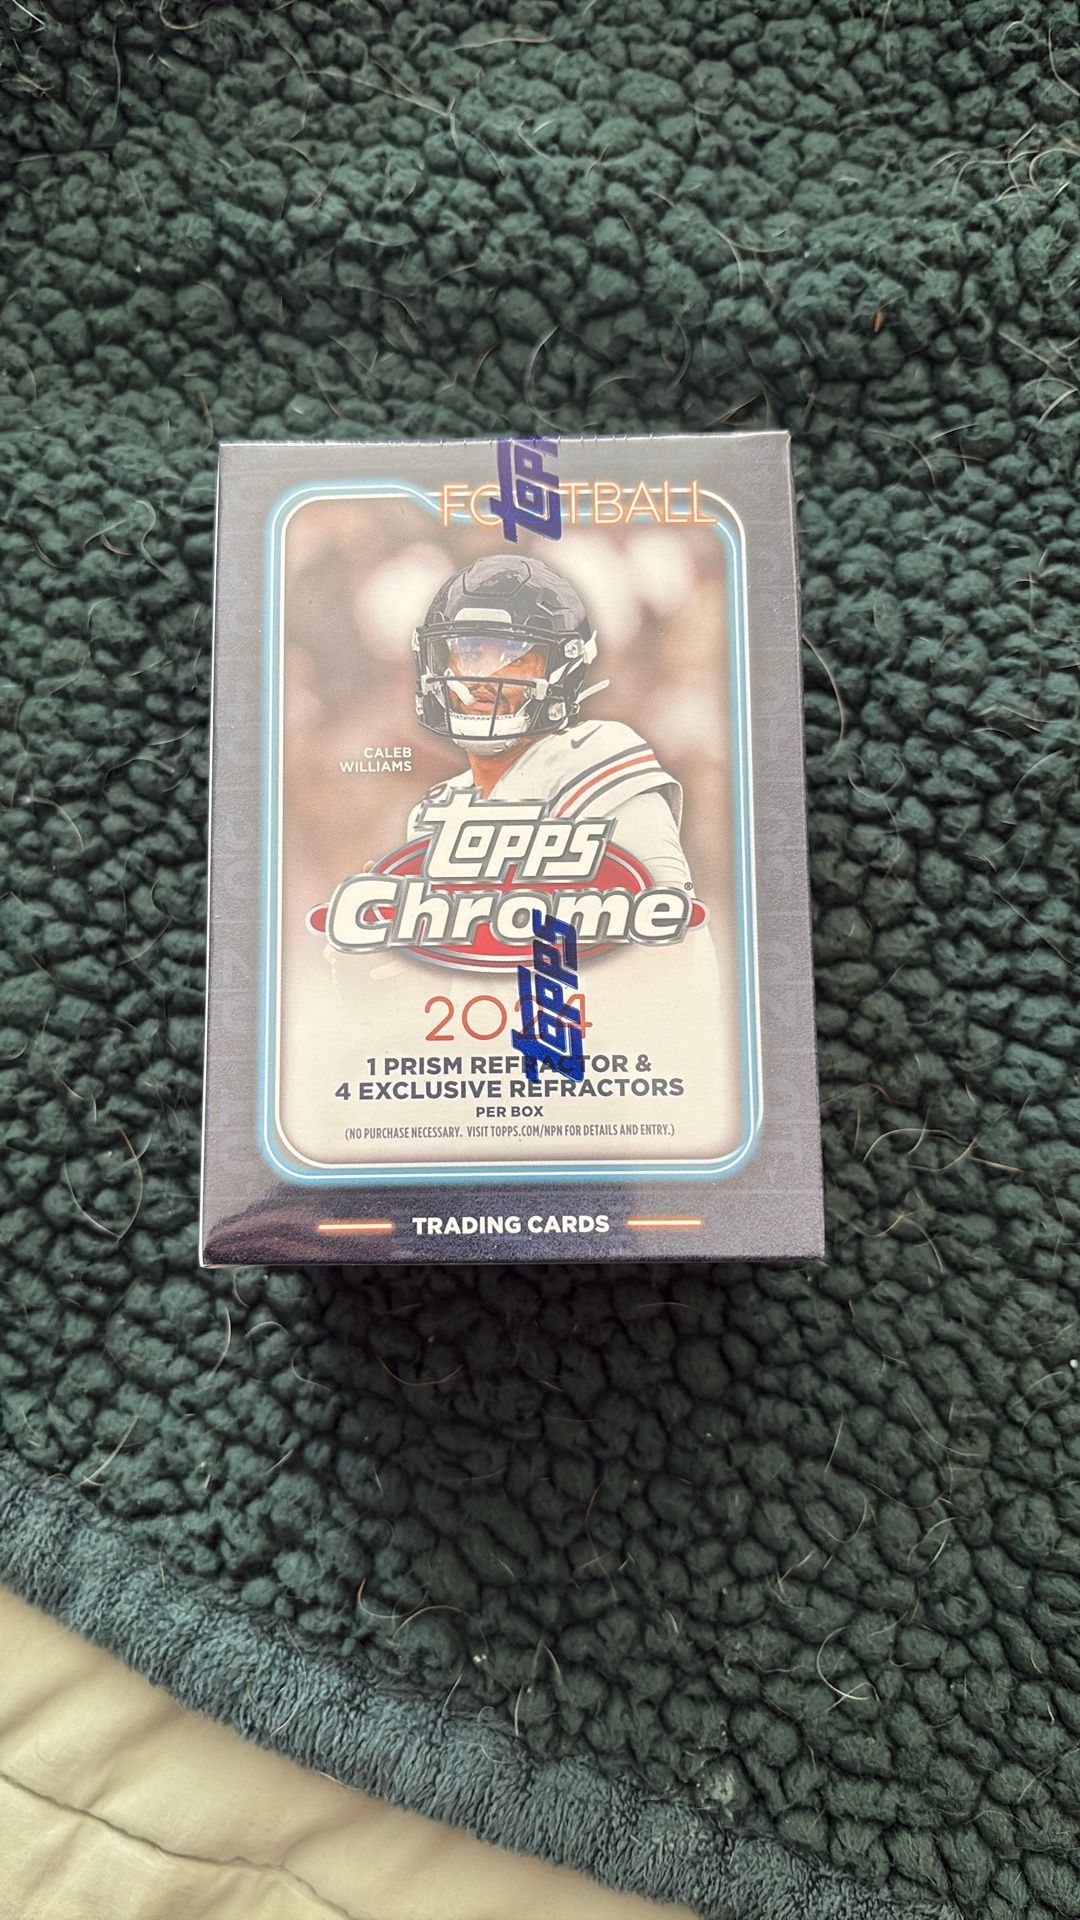 Topps
FOOTBALL
CALEB
WILLIAMS
Topps
Chrome®
Topps
2024
1 PRISM REFRACTOR &
4 EXCLUSIVE REFRACTORS
PER BOX
(NO PURCHASE NECESSARY. VISIT TOPPS.COM/NPN FOR DETAILS AND ENTRY.)
TRADING CARDS